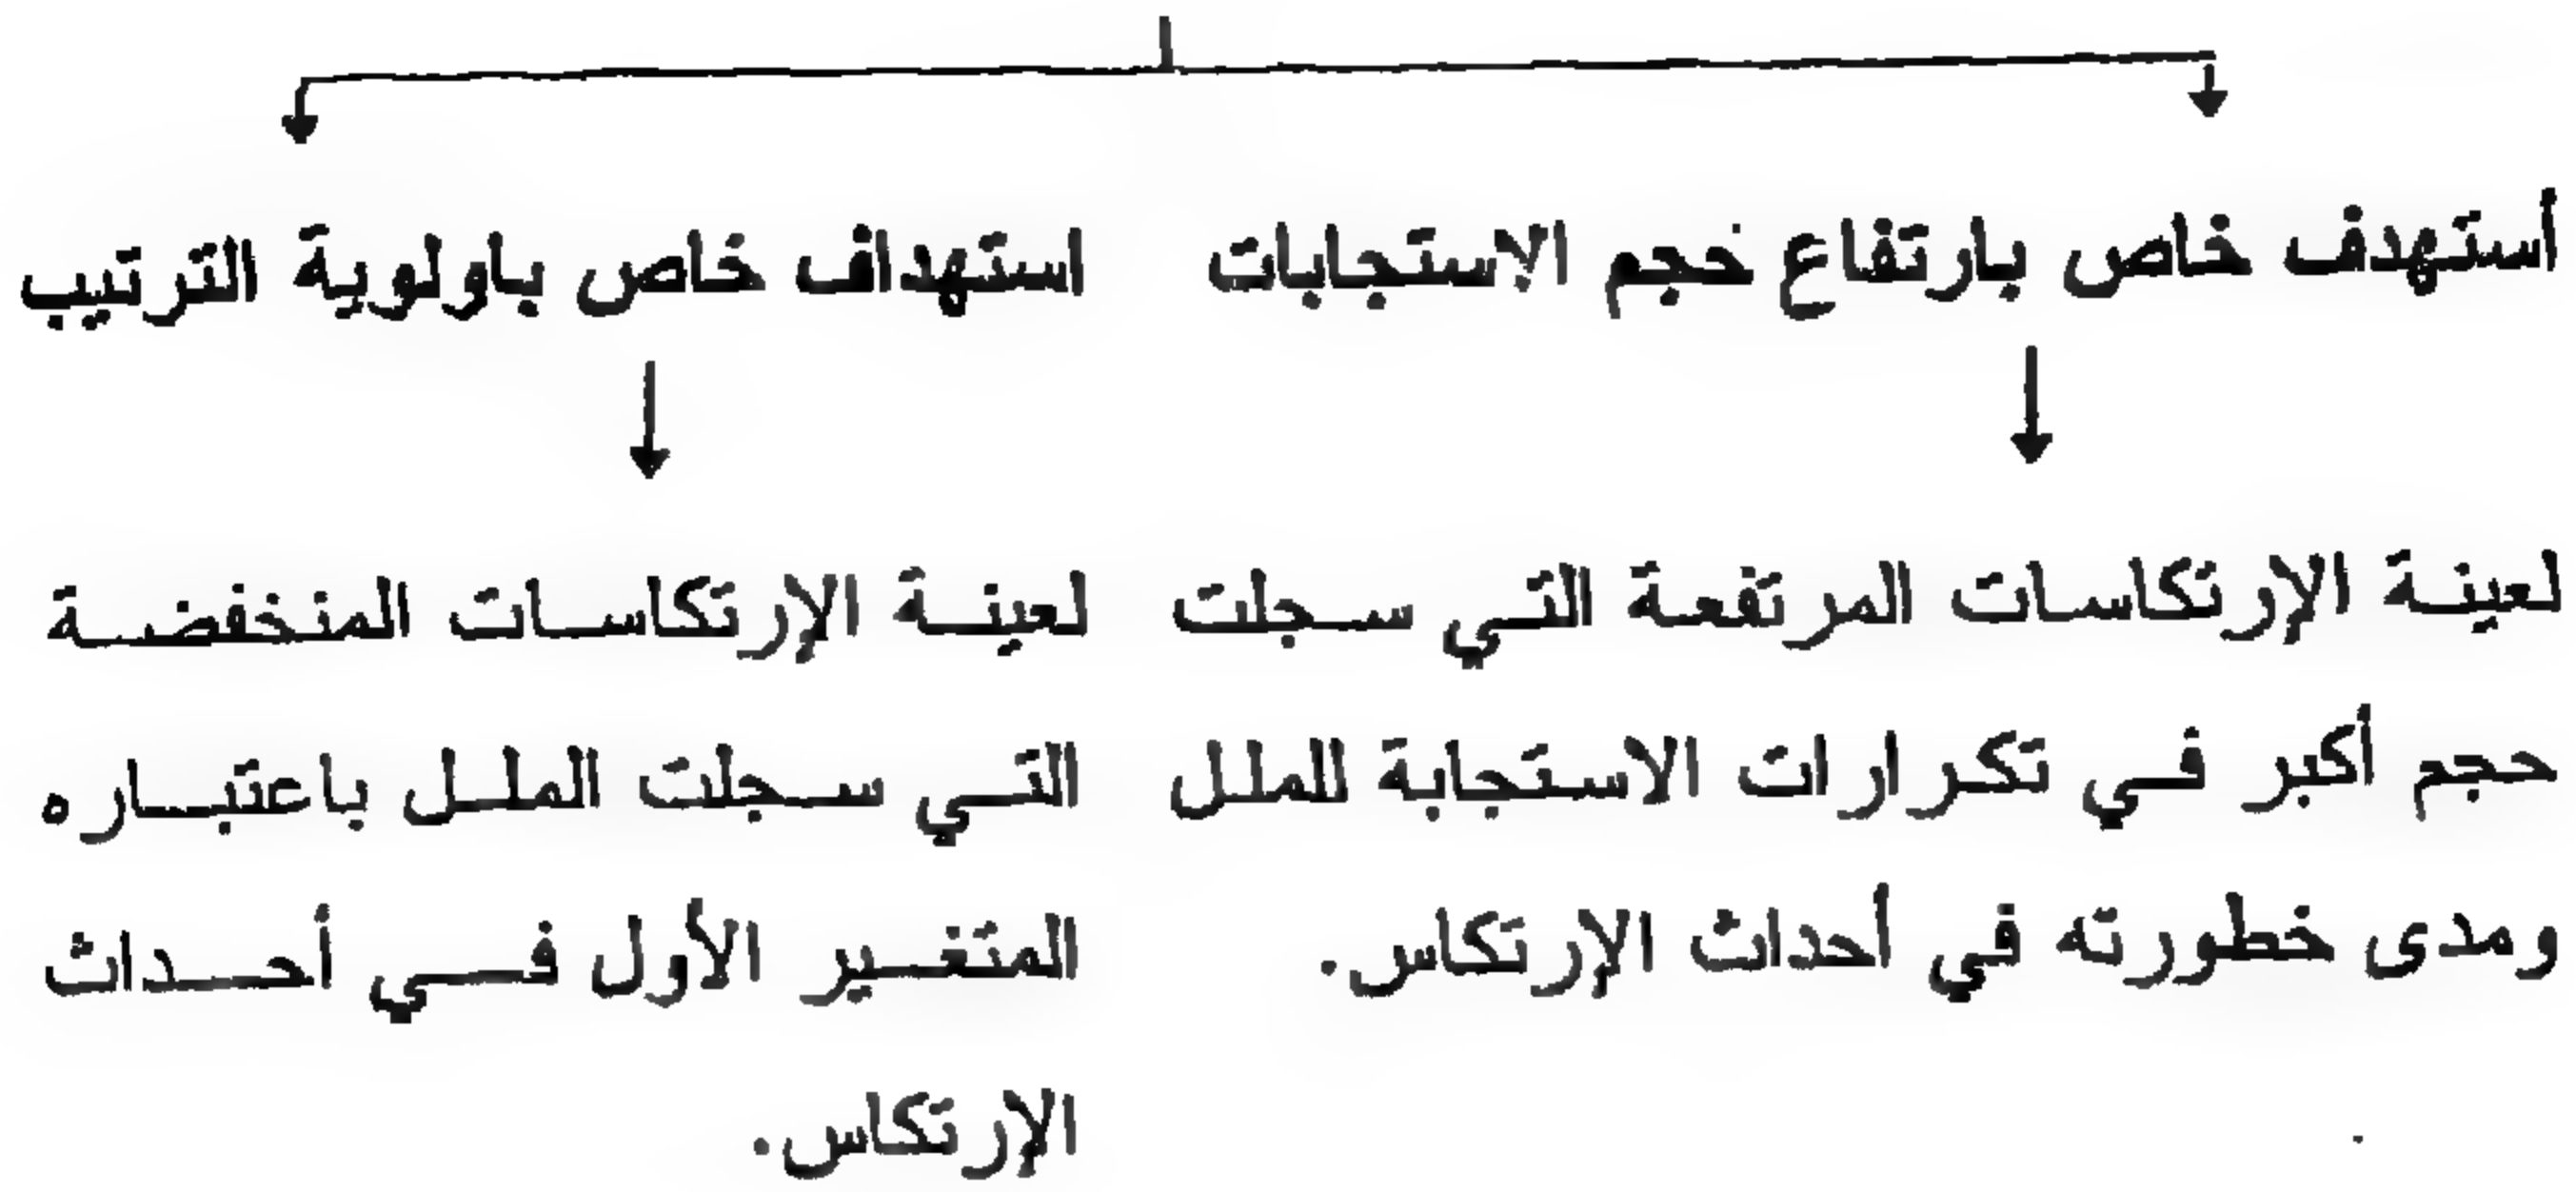 أستهدف خاص بارتفاع حجم الاستجابات
لعينة الإرتكاسات المرتفعة التي سجلت
حجم أكبر في تكرارات الاستجابة للملل
ومدى خطورته في أحداث الإرتكاس.
استهداف خاص باولوية الترتيب
لعينة الإرتكاسات المنخفضة
التي سجلت الملل باعتباره
المتغير الأول في أحداث
الإرتكاس.